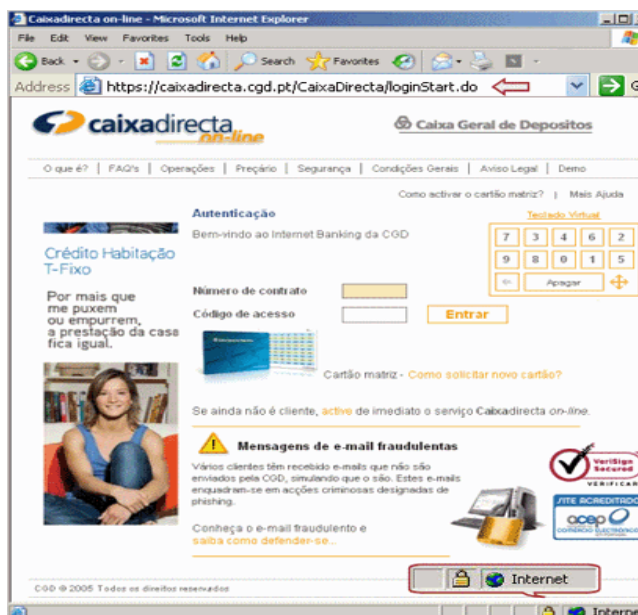 Caixadirecta on-line - Microsoft Internet Explorer
File Edit View Favorites Tools Help
Back Search Favorites
Address https://caixadirecta.cgd.pt/CaixaDirecta/loginStart.do
caixadirecta
on-line
Caixa Geral de Depositos
O que é? | FAQ's | Operações | Preçário | Segurança | Condições Gerais | Aviso Legal | Demo
Como activar o cartão matriz? | Mais Ajuda
Autenticação
Teclado Virtual
Bem-vindo ao Internet Banking da CGD
7 3 4 6 2
9 8 0 1 5
Apagar
Crédito Habitação
T-Fixo
Por mais que
me puxem
ou empurrem,
a prestação da casa
fica igual.
Número de contrato
Código de acesso
Entrar
Cartão matriz - Como solicitar novo cartão?
Se ainda não é cliente, active de imediato o serviço Caixadirecta on-line.
Mensagens de e-mail fraudulentas
Vários clientes têm recebido e-mails que não são
enviados pela CGD, simulando que o são. Estes e-mails
enquadram-se em acções criminosas designadas de
phishing.
Conheça o e-mail fraudulento e
saiba como defender-se...
VeriSign
Secured
VERIFICAR
SITE ACREDITADO
acep
COMÉRCIO ELECTRÓNICO
Internet
CGD © 2005 Todos os direitos reservados
Interne